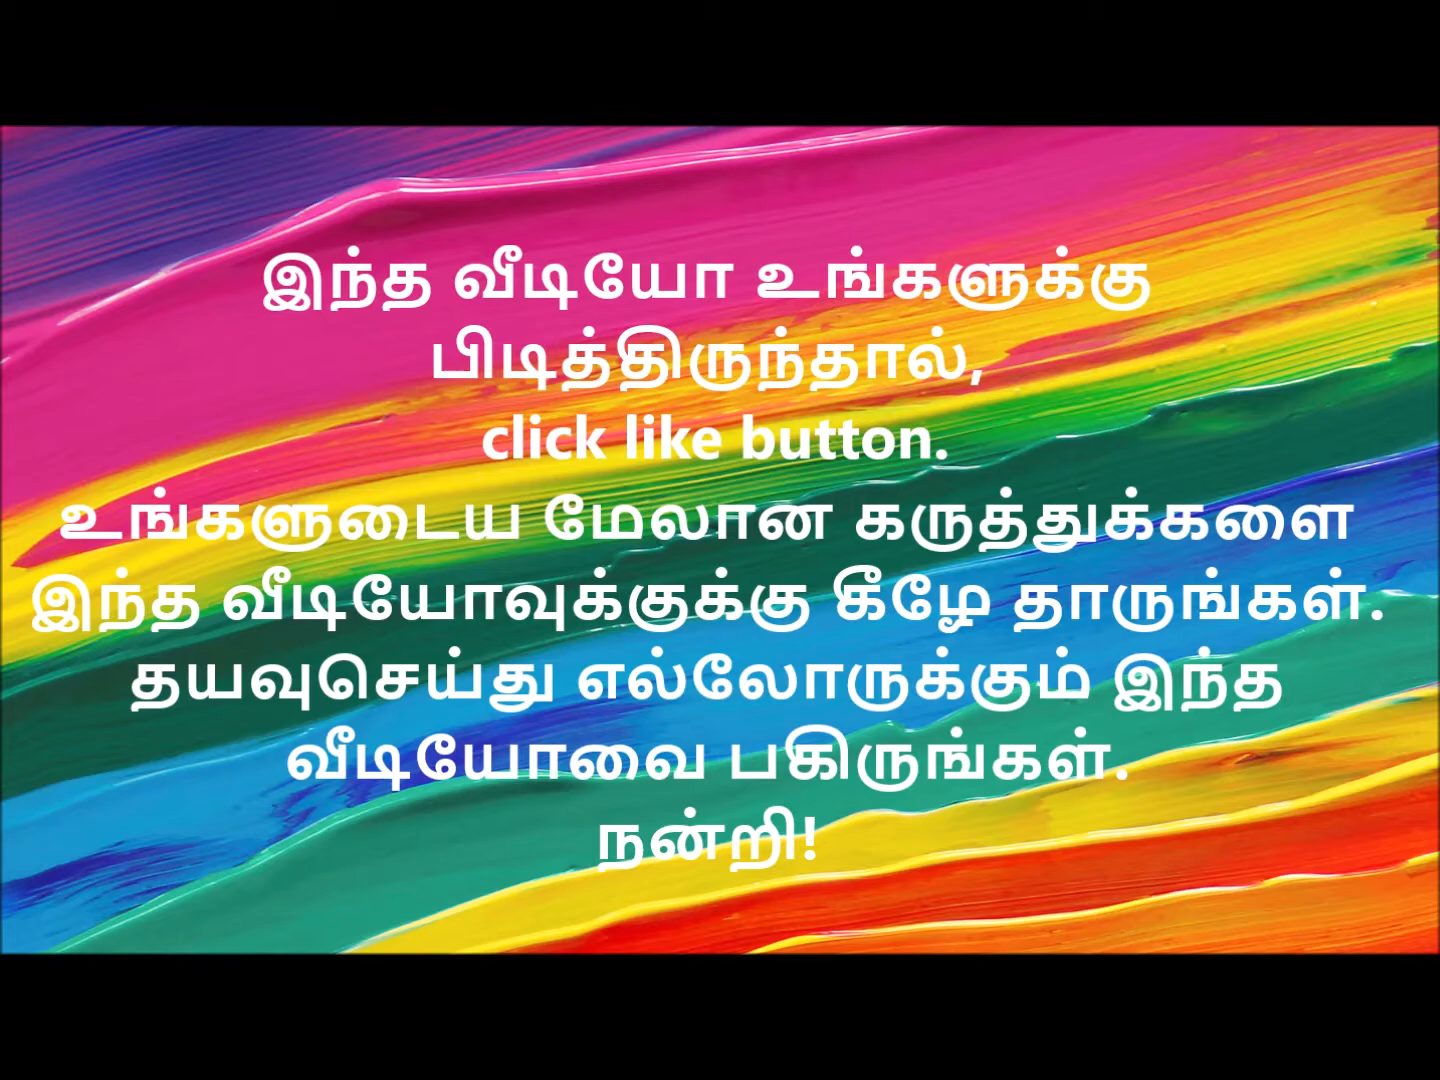 இந்த வீடியோ உங்களுக்கு
பிடித்திருந்தால்,
click like button.
உங்களுடைய மேலான கருத்துக்களை
இந்த வீடியோவுக்குக்கு கீழே தாருங்கள்.
தயவுசெய்து எல்லோருக்கும் இந்த
வீடியோவை பகிருங்கள்.
நன்றி!